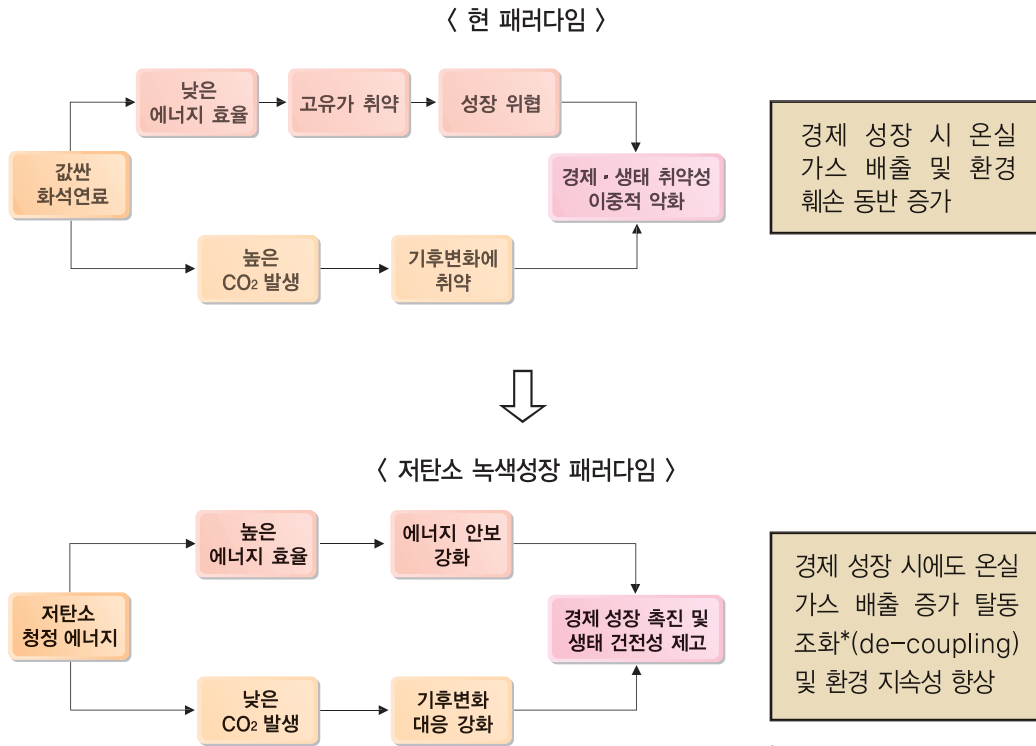 〈 현 패러다임 〉
낮은
에너지 효율
고유가 취약
성장 위협
값싼
화석연료
경제·생태 취약성
이중적 악화
높은
CO₂ 발생
기후변화에
취약
경제 성장 시 온실
가스 배출 및 환경
훼손 동반 증가
〈 저탄소 녹색성장 패러다임 〉
높은
에너지 효율
에너지 안보
강화
저탄소
청정 에너지
경제 성장 촉진 및
생태 건전성 제고
낮은
CO₂ 발생
기후변화
대응 강화
경제 성장 시에도 온실
가스 배출 증가 탈동
조화*(de-coupling)
및 환경 지속성 향상